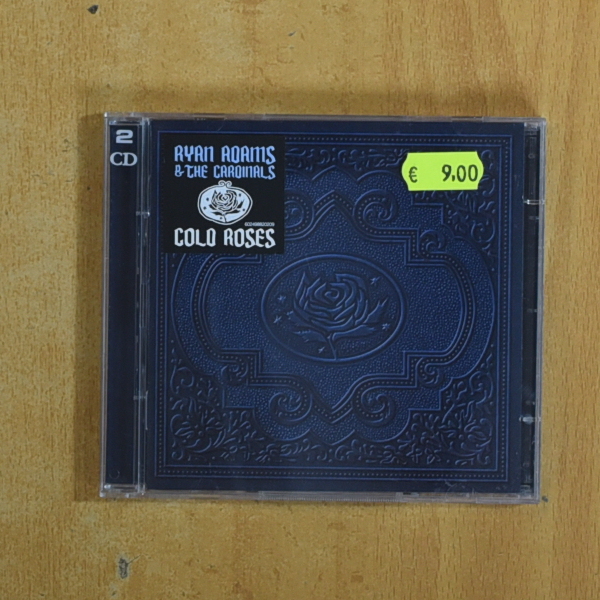 2
CD
RYAN ADAMS
& THE CARDINALS
COLD ROSES
€ 9,00